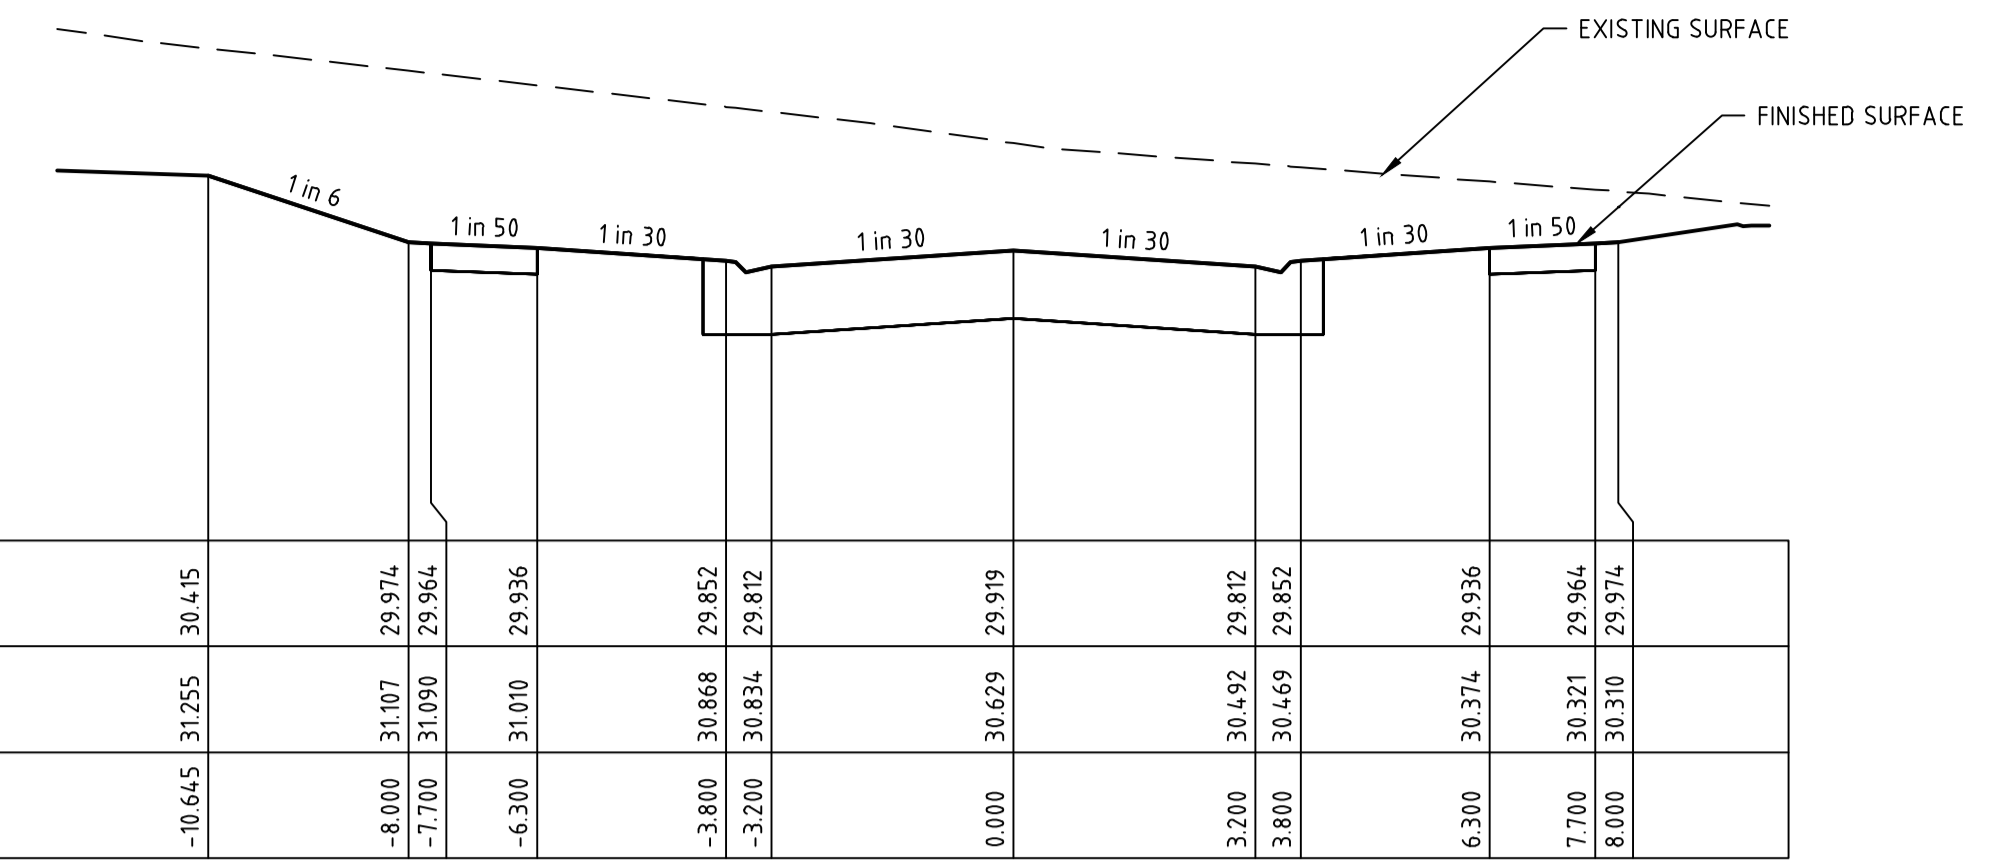 EXISTING SURFACE
FINISHED SURFACE
1 in 6
1 in 50
1 in 30
1 in 30
1 in 30
1 in 30
1 in 50
30.415 29.974 29.964 29.936 29.852 29.812 29.919 29.812 29.852 29.936 29.964 29.974
31.255 31.107 31.090 31.010 30.868 30.834 30.629 30.492 30.469 30.374 30.321 30.310
-10.645 -8.000 -7.700 -6.300 -3.800 -3.200 0.000 3.200 3.800 6.300 7.700 8.000